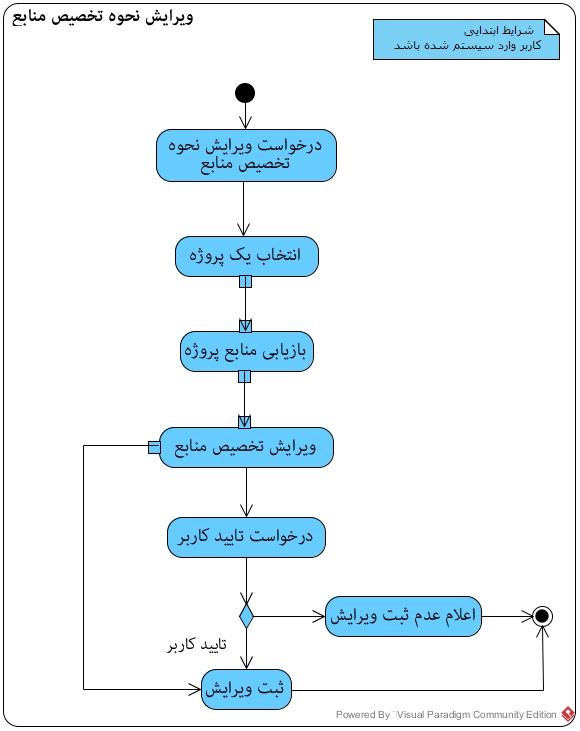 ویرایش نحوه تخصیص منابع
شرایط ابتدایی
کاربر وارد سیستم شده باشد
درخواست ویرایش نحوه
تخصیص منابع
انتخاب یک پروژه
بازیابی منابع پروژه
ویرایش تخصیص منابع
درخواست تایید کاربر
اعلام عدم ثبت ویرایش
تایید کاربر
ثبت ویرایش
Powered By Visual Paradigm Community Edition